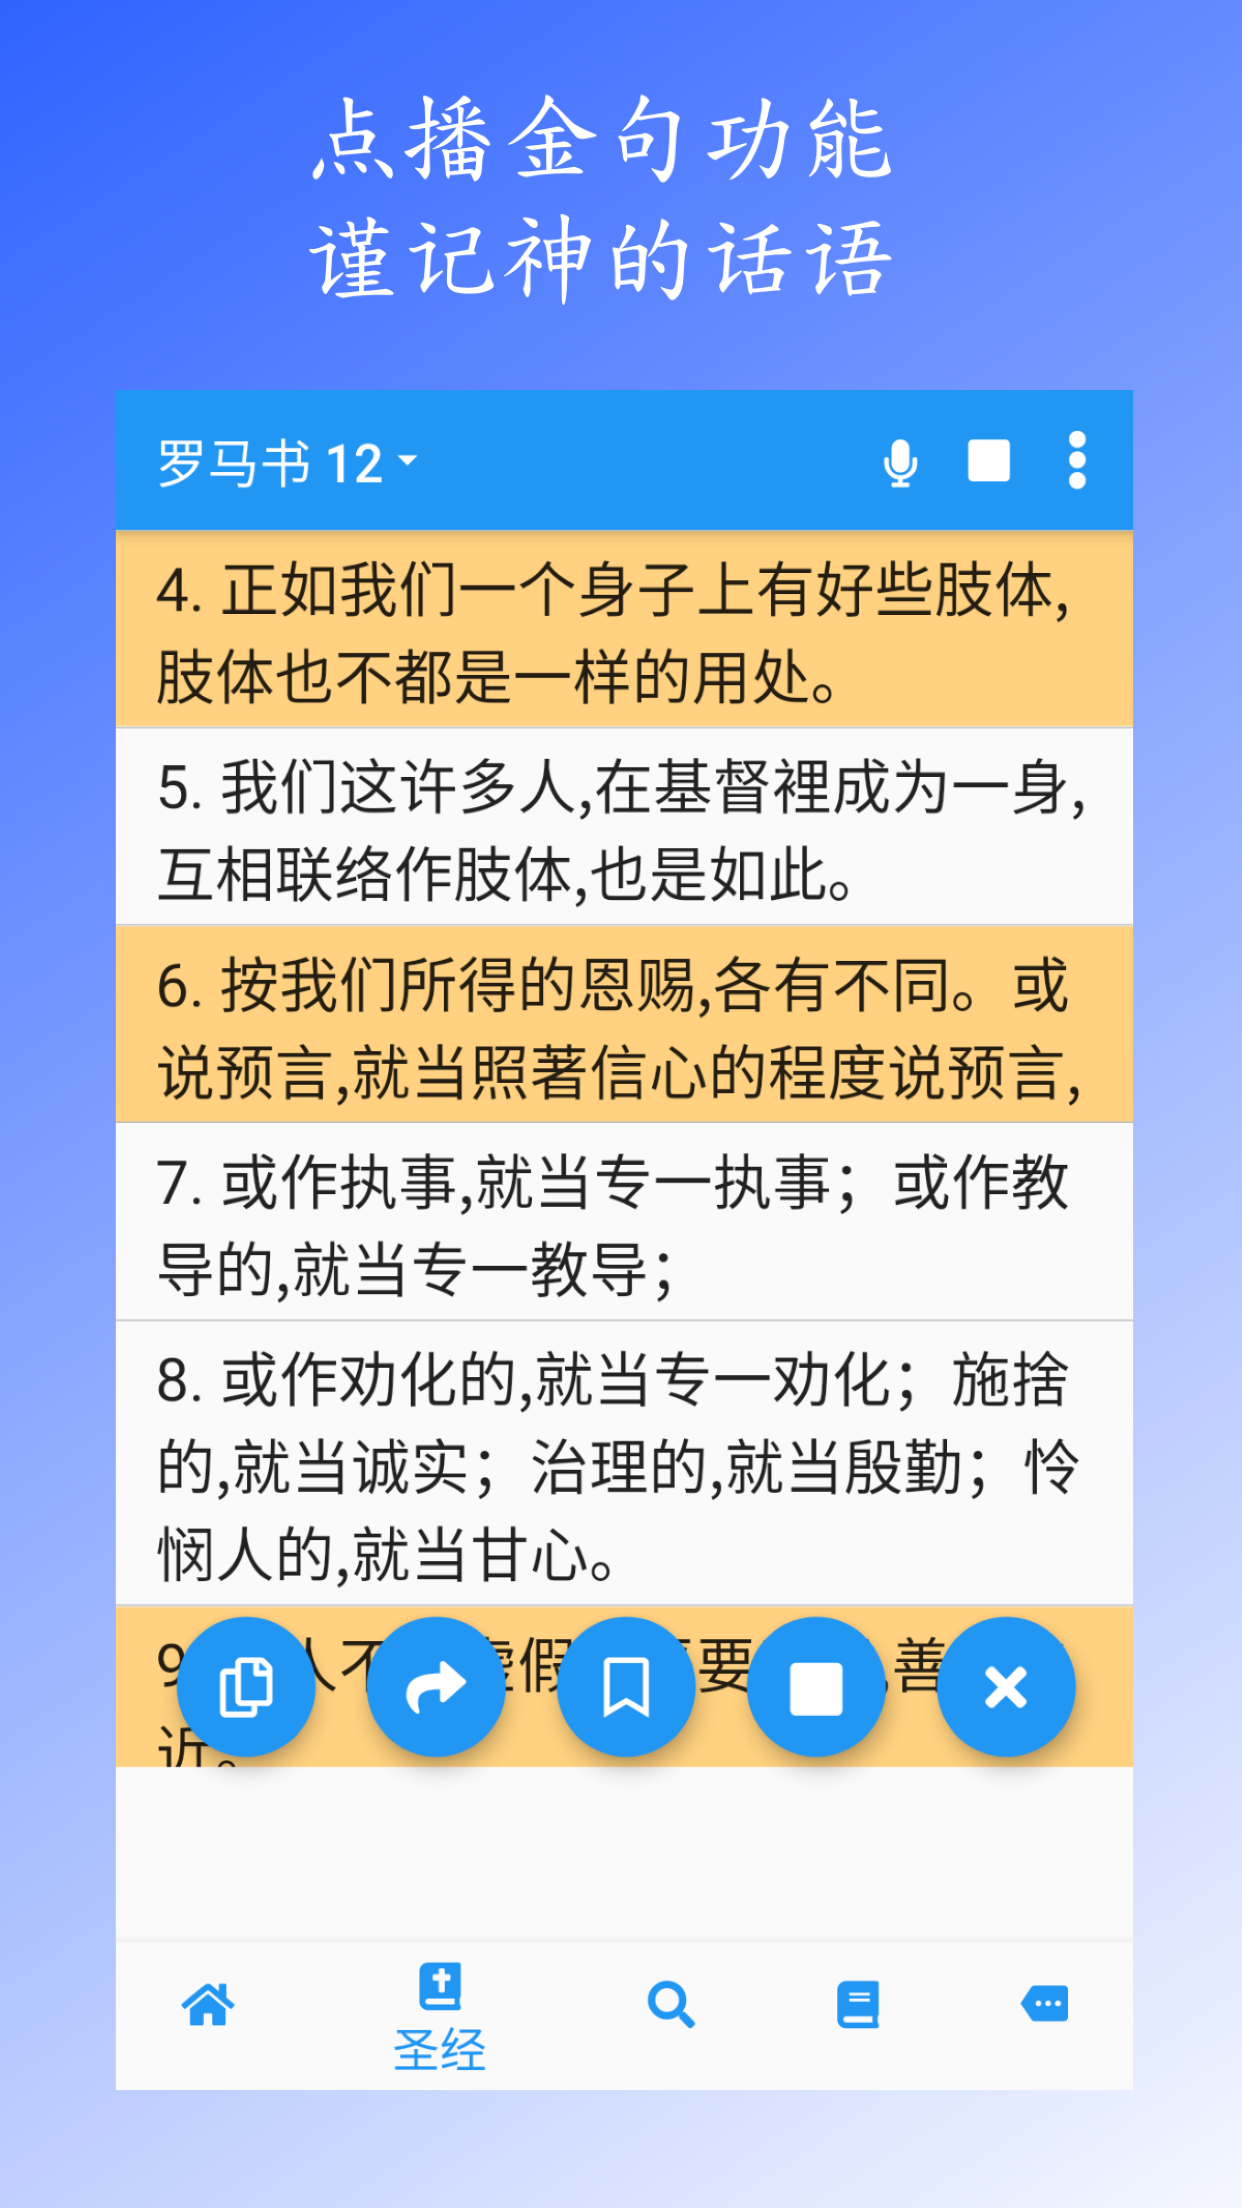 点播金句功能
谨记神的话语
罗马书 12
4. 正如我们一个身子上有好些肢体,
肢体也不都是一样的用处。
5. 我们这许多人,在基督裡成为一身,
互相联络作肢体,也是如此。
6. 按我们所得的恩赐,各有不同。或
说预言,就当照著信心的程度说预言,
7. 或作执事,就当专一执事；或作教
导的,就当专一教导；
8. 或作劝化的,就当专一劝化；施捨
的,就当诚实；治理的,就当殷勤；怜
悯人的,就当甘心。
9 人不 假 要 ,善
近。
圣经